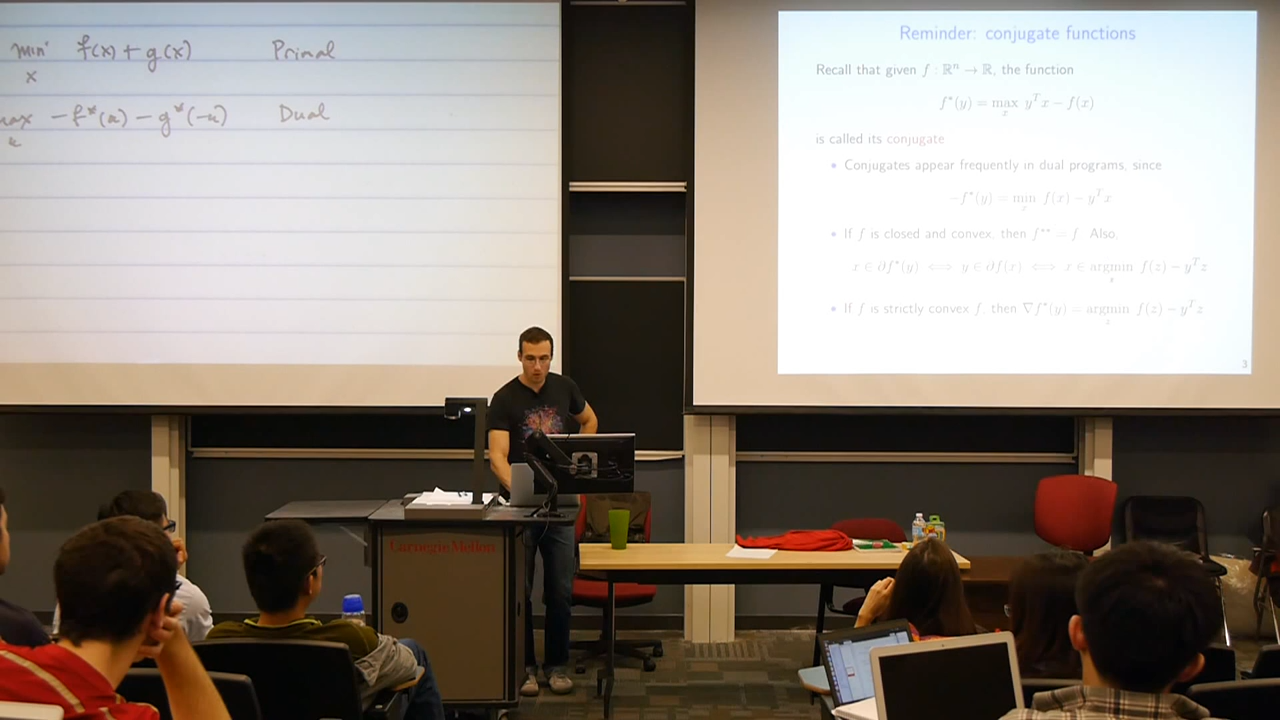 min f(x) + g(x) Primal
x
max -f*(u) - g*(-u) Dual
u
Reminder: conjugate functions
Recall that given f : ℝⁿ → ℝ, the function
f*(y) = max yᵀx − f(x)
x
is called its conjugate
• Conjugates appear frequently in dual programs, since
−f*(y) = min f(x) − yᵀx
x
• If f is closed and convex, then f** = f. Also,
x ∈ ∂f*(y) ⟺ y ∈ ∂f(x) ⟺ x ∈ argmin f(z) − yᵀz
z
• If f is strictly convex f, then ∇f*(y) = argmin f(z) − yᵀz
z
3
Carnegie Mellon